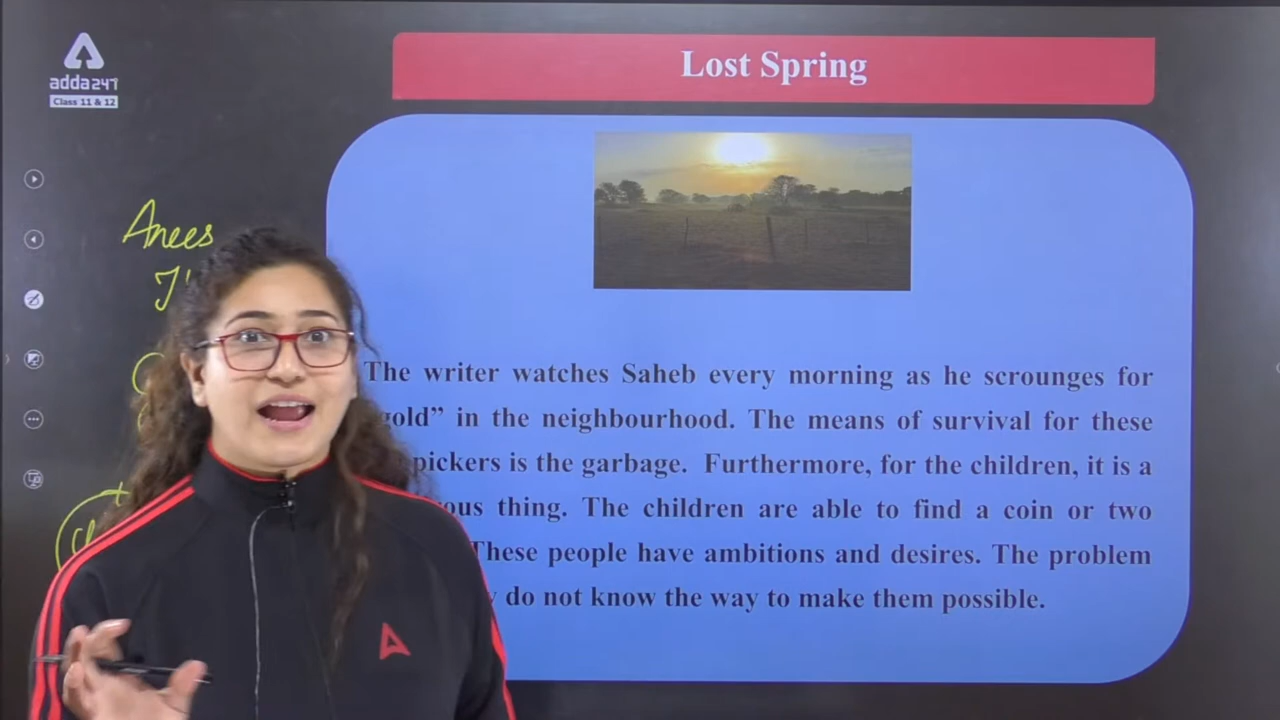 adda247
Class 11 & 12
Lost Spring
Anees
The writer watches Saheb every morning as he scrounges for
gold” in the neighbourhood. The means of survival for these
pickers is the garbage. Furthermore, for the children, it is a
ous thing. The children are able to find a coin or two
These people have ambitions and desires. The problem
do not know the way to make them possible.